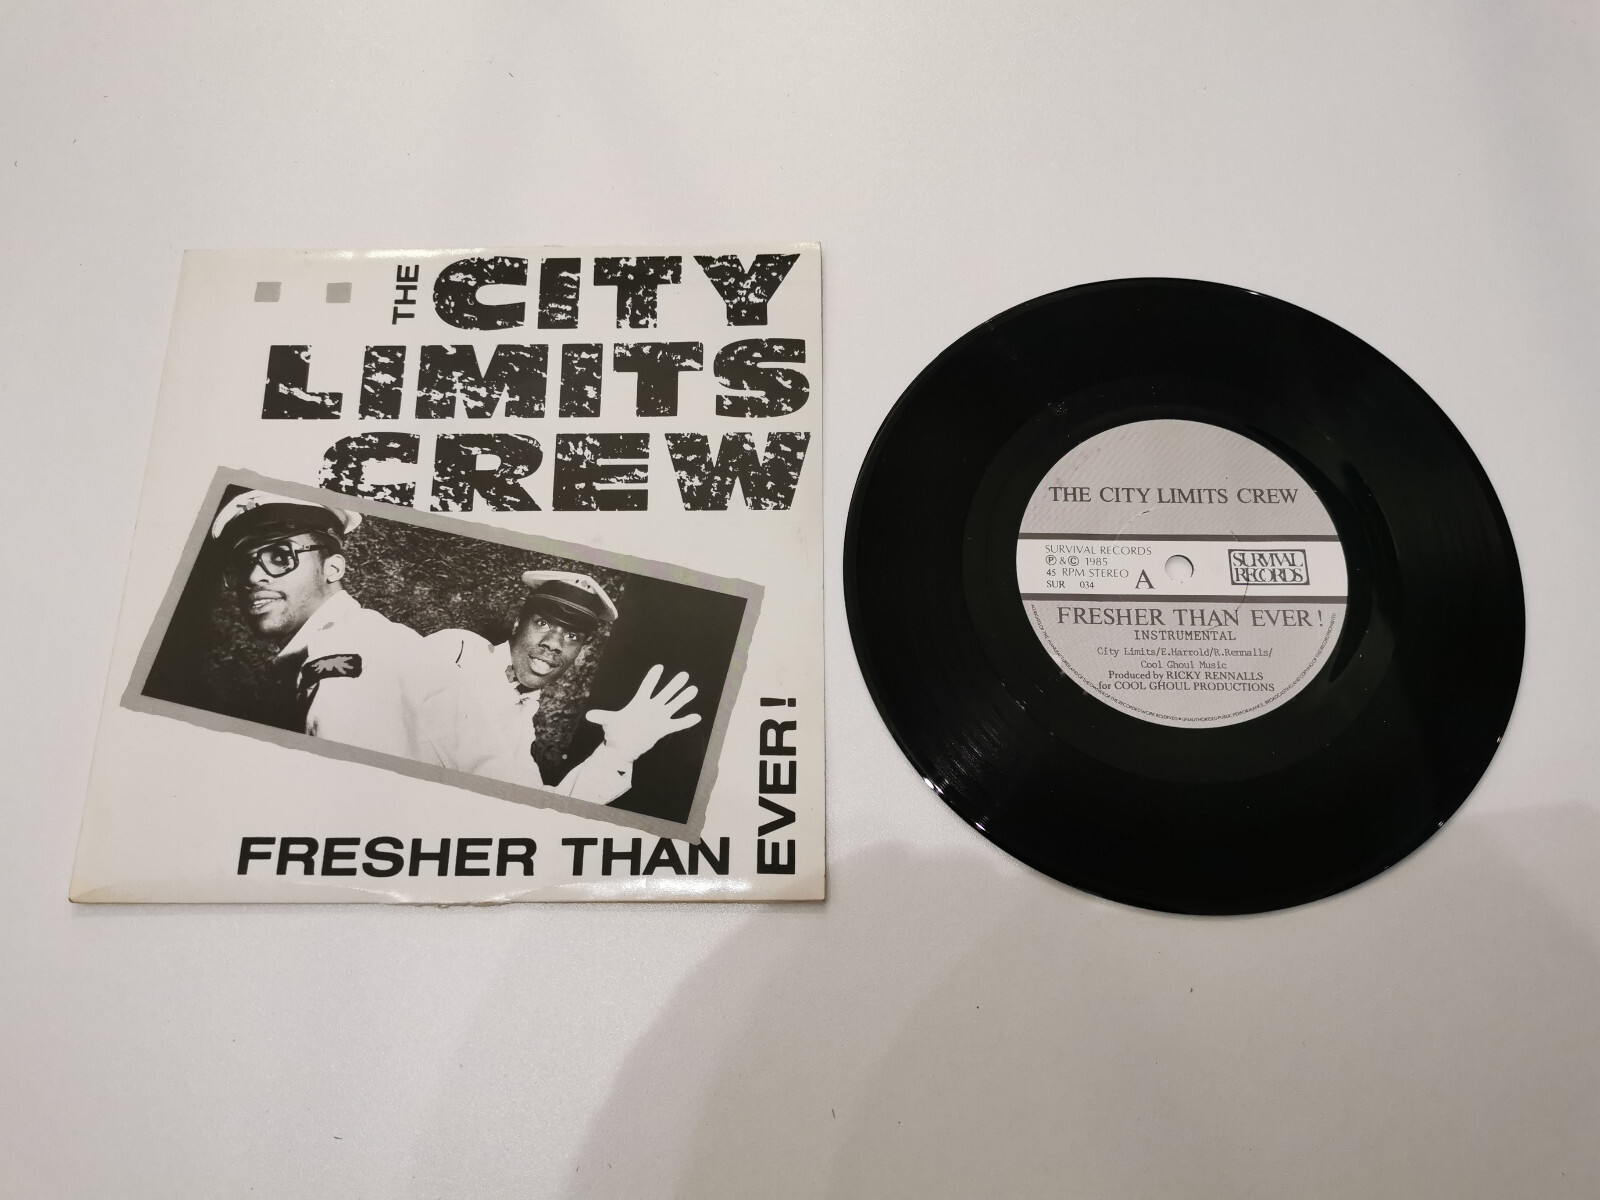 THE CITY
LIMITS
CREW
FRESHER THAN EVER!
THE CITY LIMITS CREW
SURVIVAL RECORDS
Ⓟ & © 1985
45 RPM STEREO
SUR 034
A
SURVIVAL
RECORDS
FRESHER THAN EVER!
INSTRUMENTAL
City Limits/E.Harrold/R.Rennalls/
Cool Ghoul Music
Produced by RICKY RENNALLS
for COOL GHOUL PRODUCTIONS